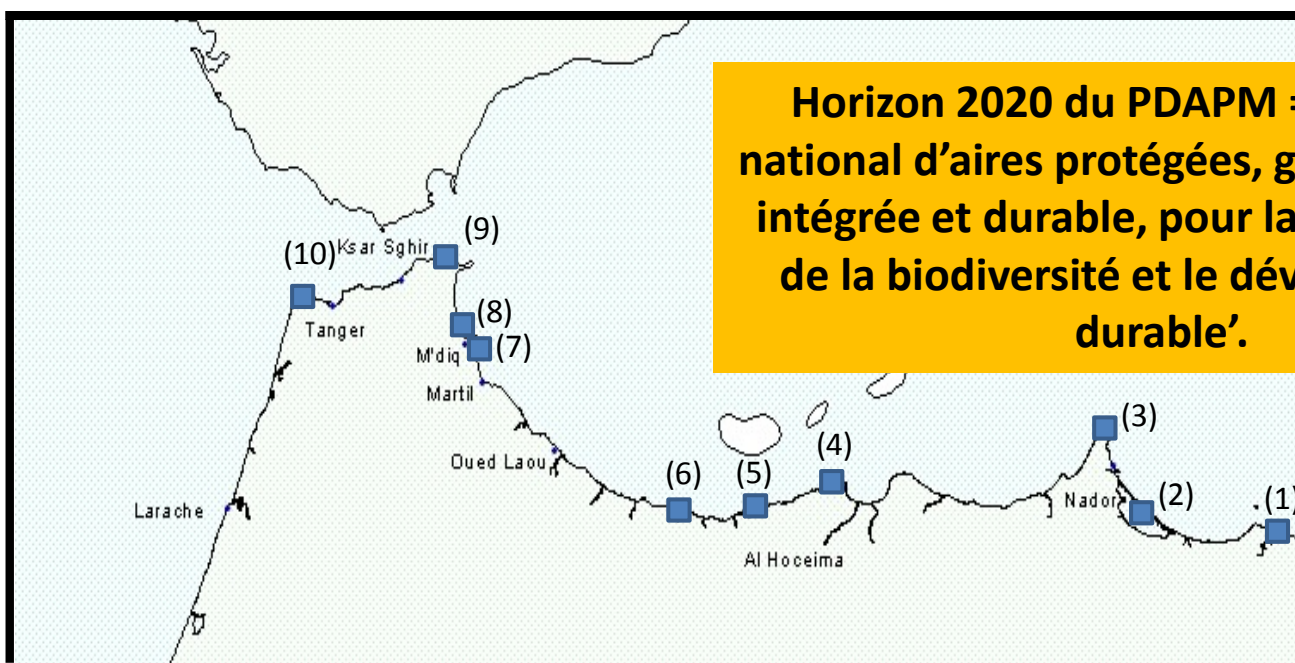 Horizon 2020 du PDAPM
national d'aires protégées,
intégrée et durable, pour la
de la biodiversité et le
durable'.
(9)
(10)
Ksar Sghir
Tanger
(8)
M'diq
(7)
Martil
(3)
(4)
Oued Laou
(6)
(5)
Nador
(2)
(1)
Larache
Al Hoceima